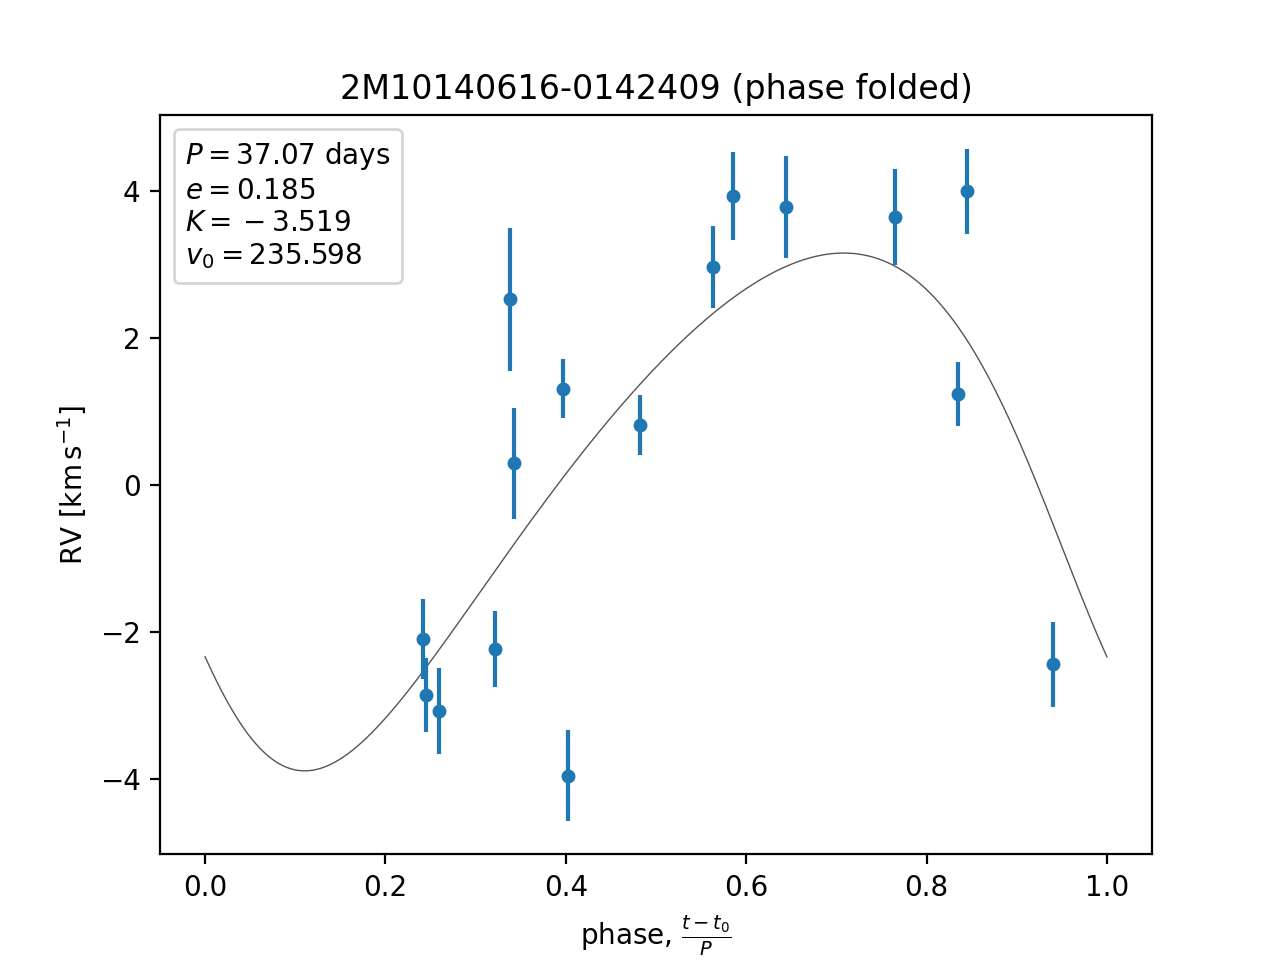 2M10140616-0142409 (phase folded)
P = 37.07 days
e = 0.185
K = −3.519
v₀ = 235.598
4
2
0
−2
−4
RV [km s⁻¹]
0.0 0.2 0.4 0.6 0.8 1.0
phase, (t − t₀)/P